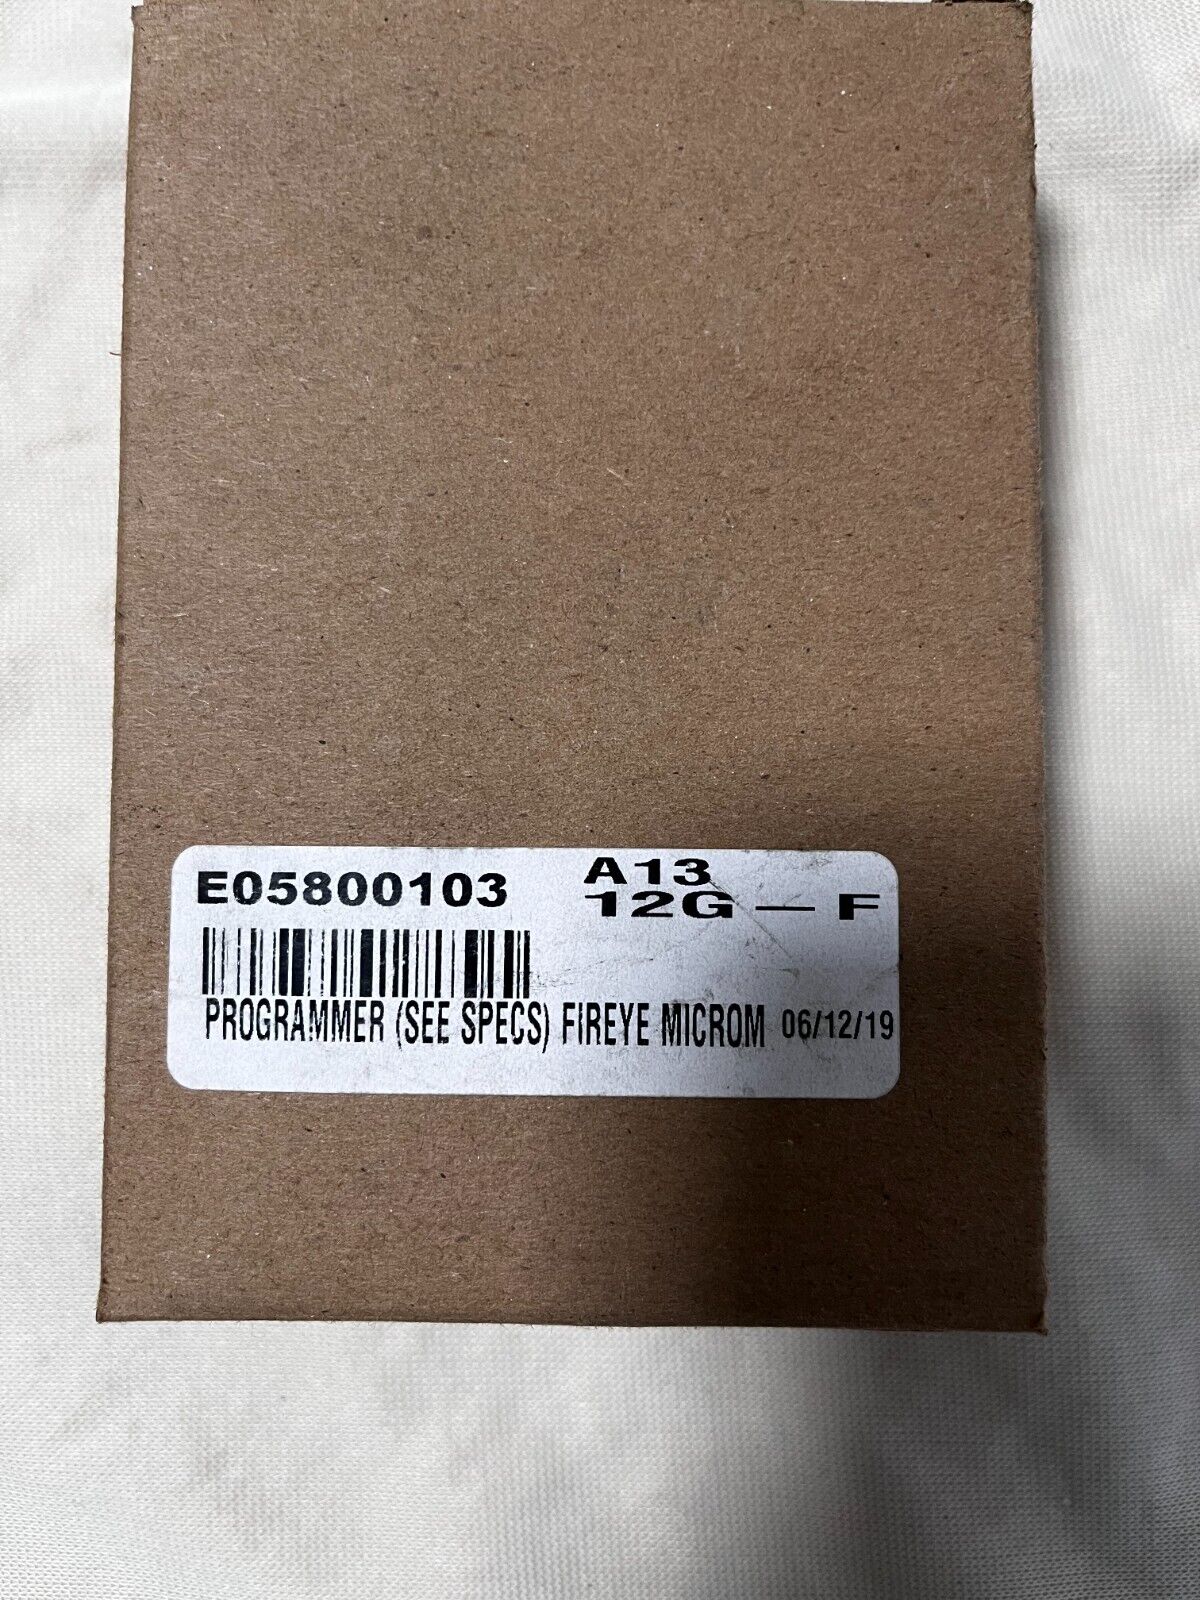 E05800103 A13
12G - F
PROGRAMMER (SEE SPECS) FIREYE MICROM 06/12/19